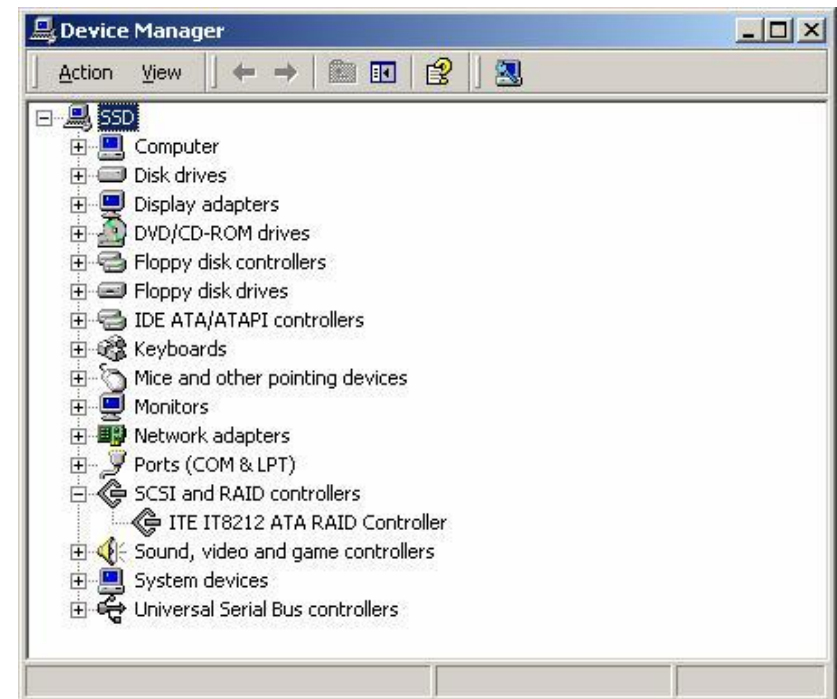 Device Manager
Action View
SSD
Computer
Disk drives
Display adapters
DVD/CD-ROM drives
Floppy disk controllers
Floppy disk drives
IDE ATA/ATAPI controllers
Keyboards
Mice and other pointing devices
Monitors
Network adapters
Ports (COM & LPT)
SCSI and RAID controllers
ITE IT8212 ATA RAID Controller
Sound, video and game controllers
System devices
Universal Serial Bus controllers